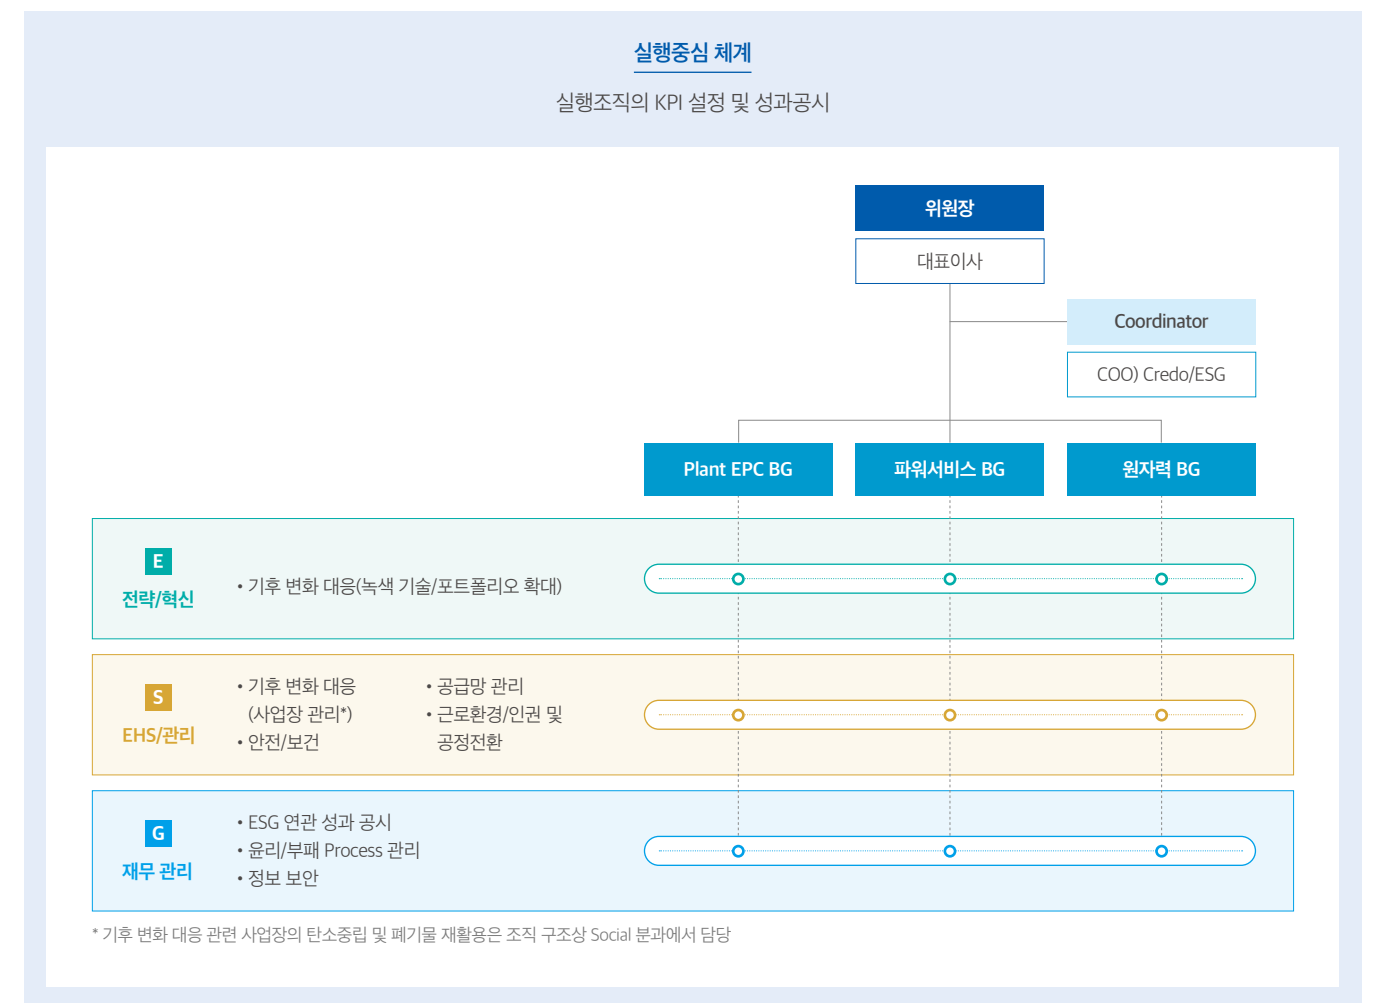 실행중심 체계
실행조직의 KPI 설정 및 성과공시
위원장
대표이사
Coordinator
COO) Credo/ESG
Plant EPC BG
파워서비스 BG
원자력 BG
E
전략/혁신
• 기후 변화 대응(녹색 기술/포트폴리오 확대)
S
EHS/관리
• 기후 변화 대응
(사업장 관리*)
• 안전/보건
• 공급망 관리
• 근로환경/인권 및
공정전환
G
재무 관리
• ESG 연관 성과 공시
• 윤리/부패 Process 관리
• 정보 보안
* 기후 변화 대응 관련 사업장의 탄소중립 및 폐기물 재활용은 조직 구조상 Social 분과에서 담당